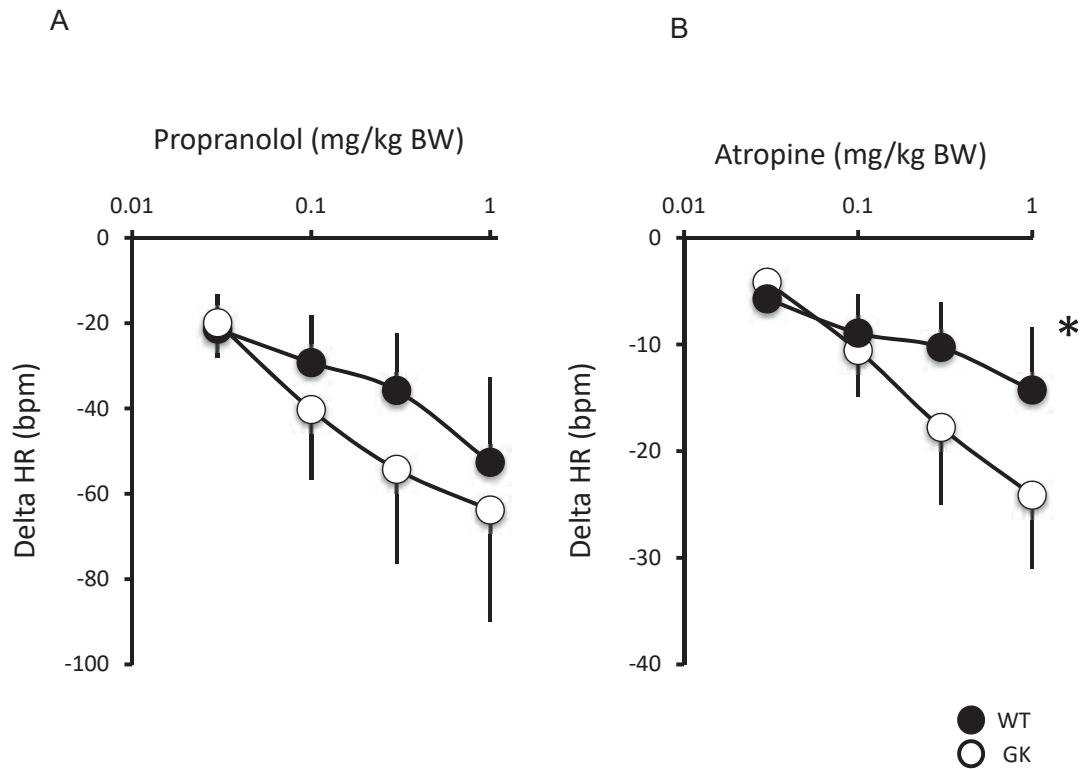 A
Propranolol (mg/kg BW)
0.01 0.1 1
0
-20
-40
-60
-80
-100
Delta HR (bpm)
B
Atropine (mg/kg BW)
0.01 0.1 1
0
-10
-20
-30
-40
Delta HR (bpm)
*
WT
GK